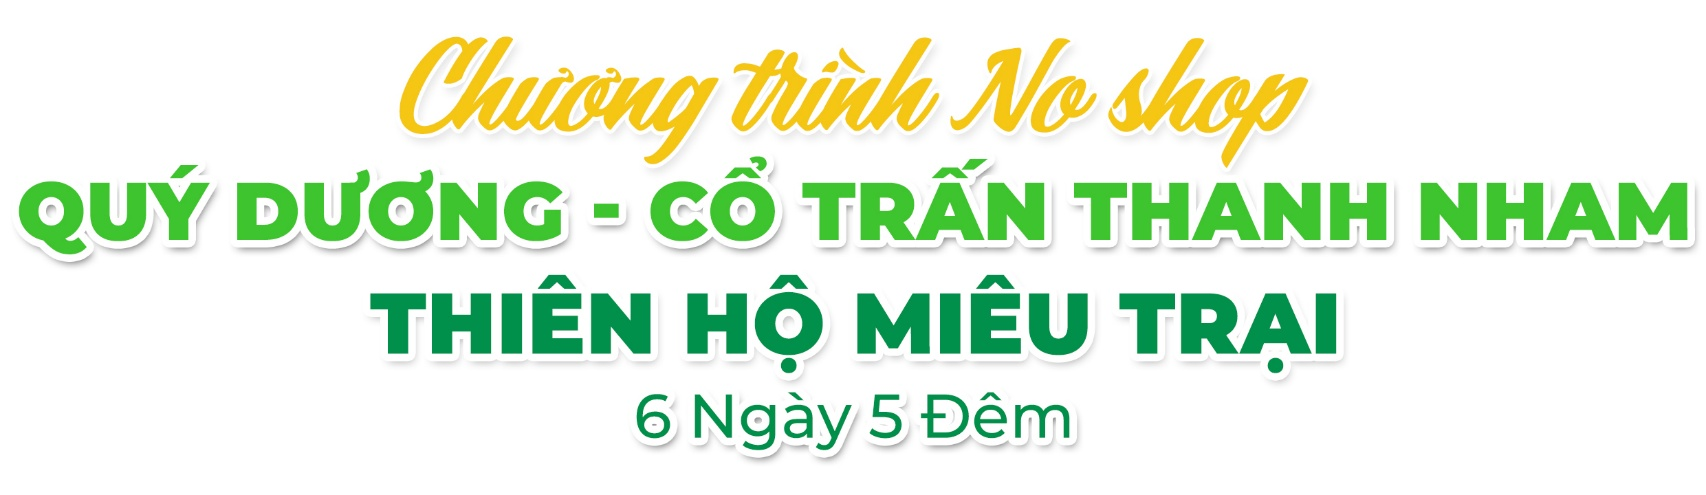 Chương trình No shop
QUÝ DƯƠNG - CỔ TRẤN THANH NHAM
THIÊN HỘ MIÊU TRẠI
6 Ngày 5 Đêm